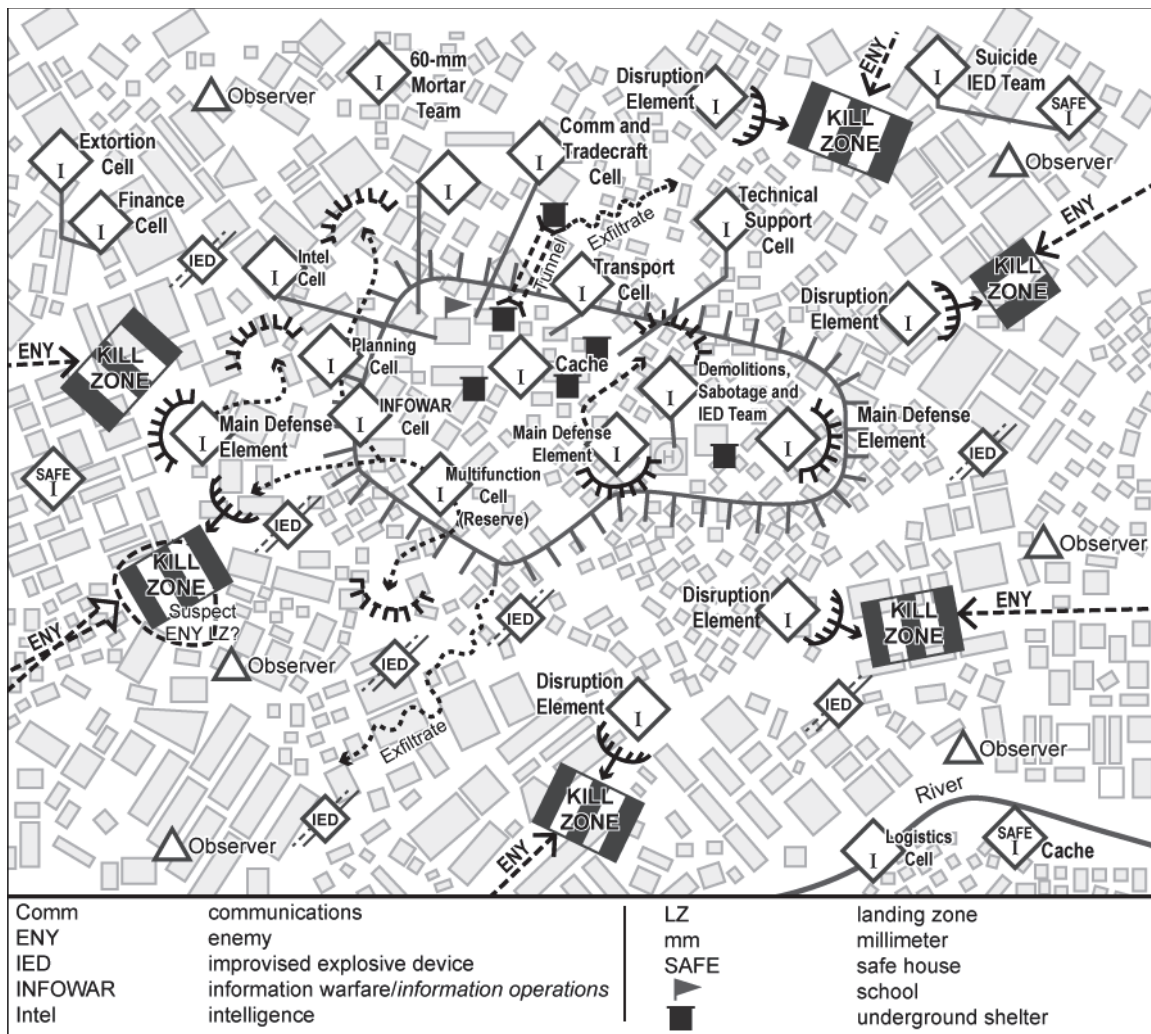 60-mm
Mortar
Team
Observer
Disruption
Element
I
KILL
ZONE
ENY
Suicide
IED Team
I
SAFE
I
Observer
Extortion
Cell
I
Finance
Cell
I
Comm and
Tradecraft
Cell
I
I
I
Exfiltrate
Tunnel
Technical
Support
Cell
I
ENY
IED
Intel
Cell
I
Transport
Cell
I
KILL
ZONE
Disruption
Element
I
ENY
KILL
ZONE
Planning
Cell
I
Cache
I
Demolitions,
Sabotage and
IED Team
I
INFOWAR
Cell
I
Main Defense
Element
I
Main Defense
Element
I
H
Main Defense
Element
I
SAFE
I
IED
Multifunction
Cell
(Reserve)
I
IED
KILL
ZONE
Suspect
ENY LZ?
ENY
Observer
Observer
Disruption
Element
I
KILL
ZONE
ENY
IED
IED
Exfiltrate
Disruption
Element
I
IED
Observer
IED
Observer
KILL
ZONE
ENY
River
Logistics
Cell
I
SAFE
I
Cache
Comm communications
ENY enemy
IED improvised explosive device
INFOWAR information warfare/information operations
Intel intelligence
LZ landing zone
mm millimeter
SAFE safe house
school
underground shelter